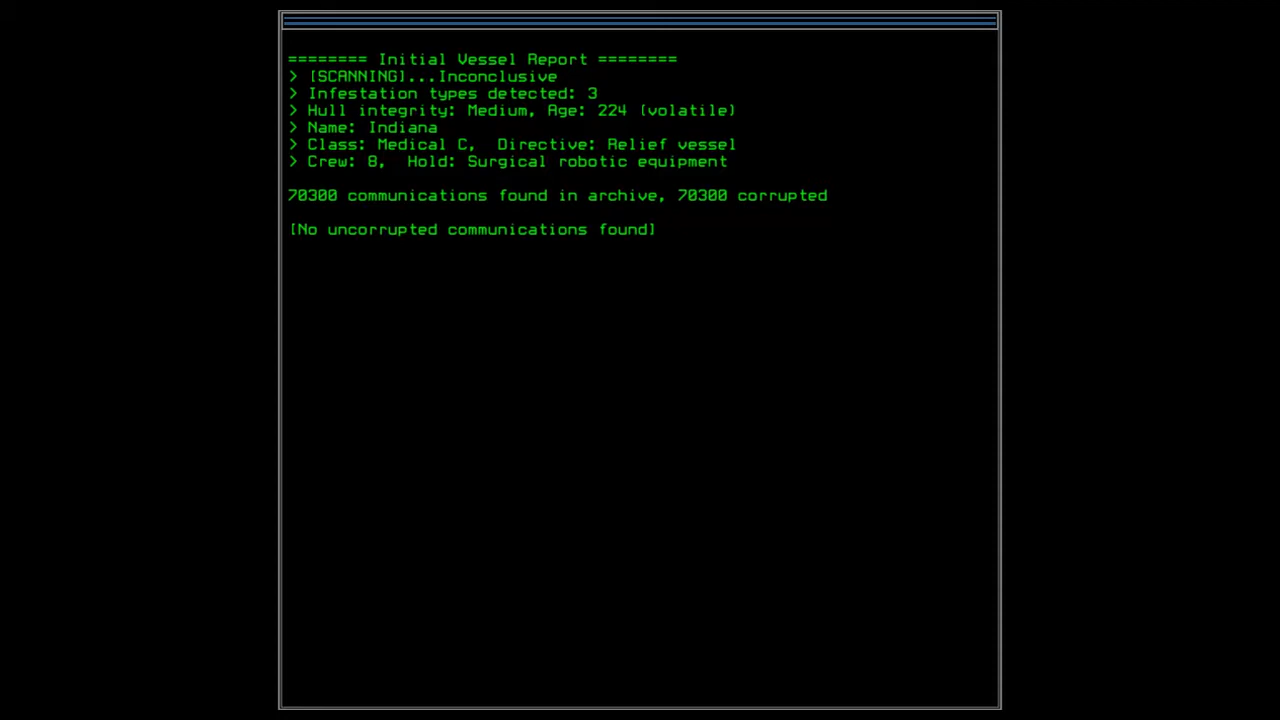 ======== Initial Vessel Report ========
> [SCANNING]...Inconclusive
> Infestation types detected: 3
> Hull integrity: Medium, Age: 224 (volatile)
> Name: Indiana
> Class: Medical C,  Directive: Relief vessel
> Crew: 8,  Hold: Surgical robotic equipment
70300 communications found in archive, 70300 corrupted
[No uncorrupted communications found]